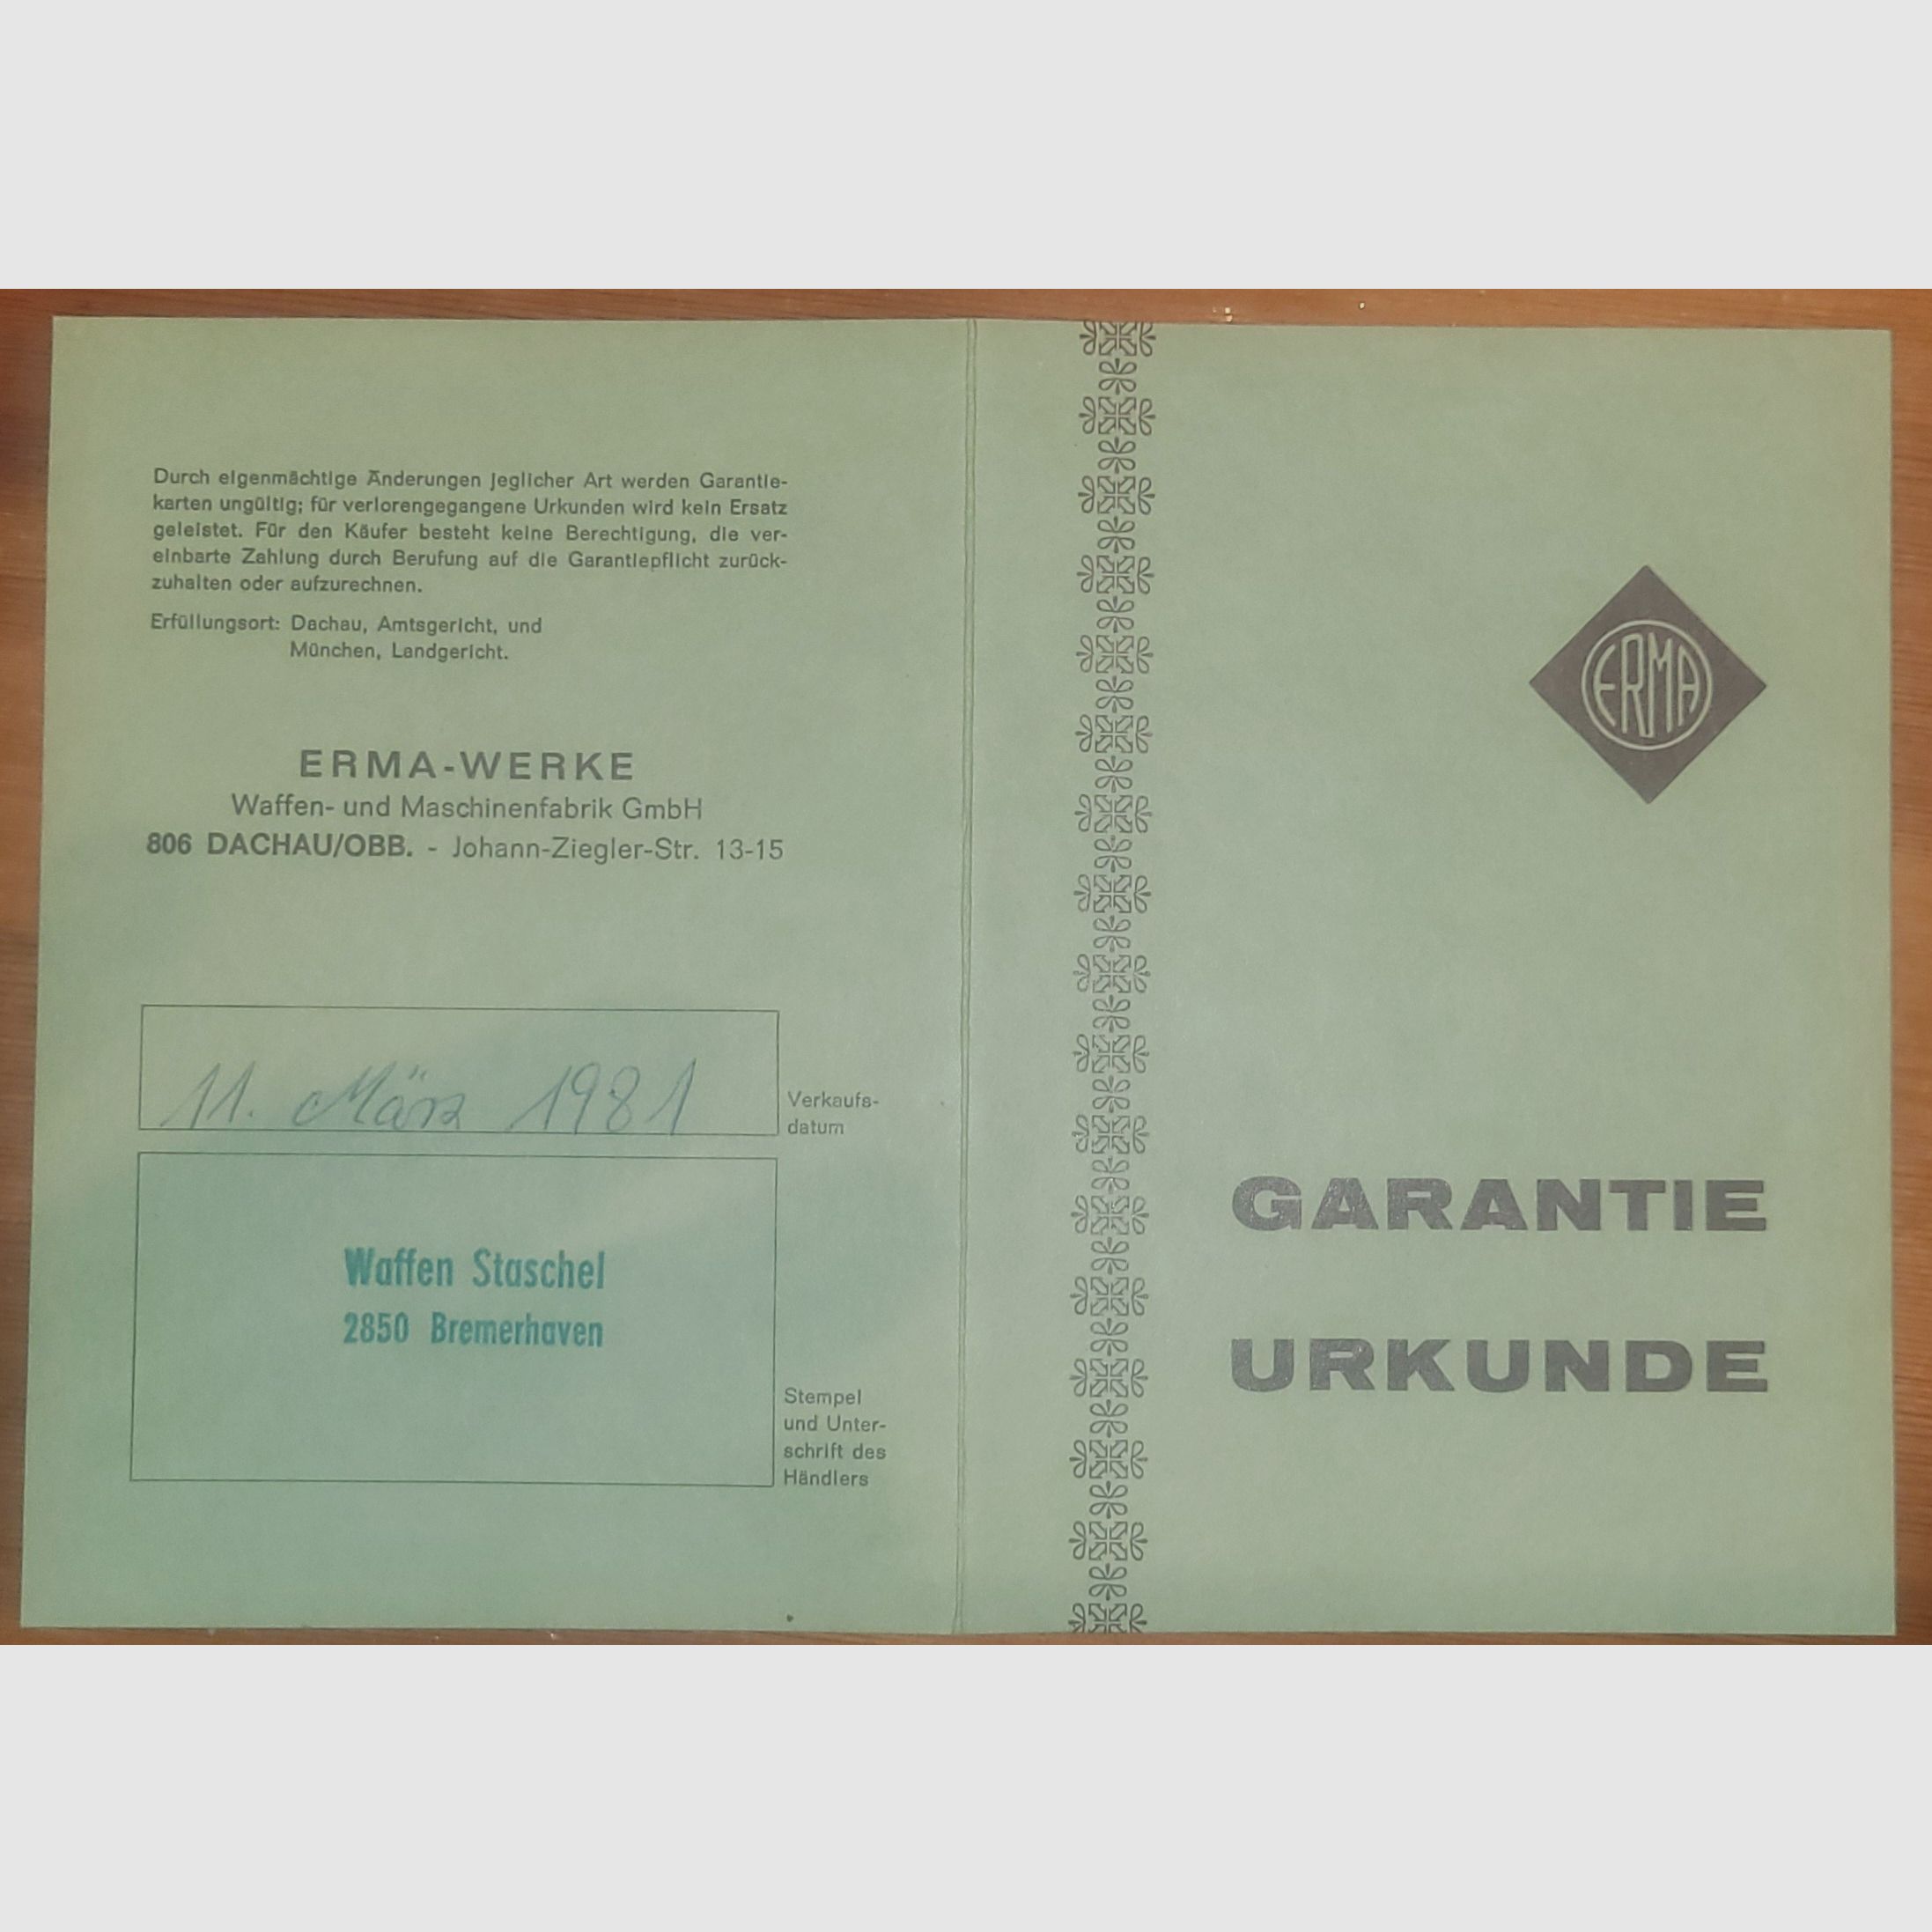 Durch eigenmächtige Änderungen jeglicher Art werden Garantie-
karten ungültig; für verlorengegangene Urkunden wird kein Ersatz
geleistet. Für den Käufer besteht keine Berechtigung, die ver-
einbarte Zahlung durch Berufung auf die Garantiepflicht zurück-
zuhalten oder aufzurechnen.
Erfüllungsort: Dachau, Amtsgericht, und
München, Landgericht.
ERMA-WERKE
Waffen- und Maschinenfabrik GmbH
806 DACHAU/OBB. - Johann-Ziegler-Str. 13-15
11. März 1981
Verkaufs-
datum
Waffen Staschel
2850 Bremerhaven
Stempel
und Unter-
schrift des
Händlers
ERMA
GARANTIE
URKUNDE